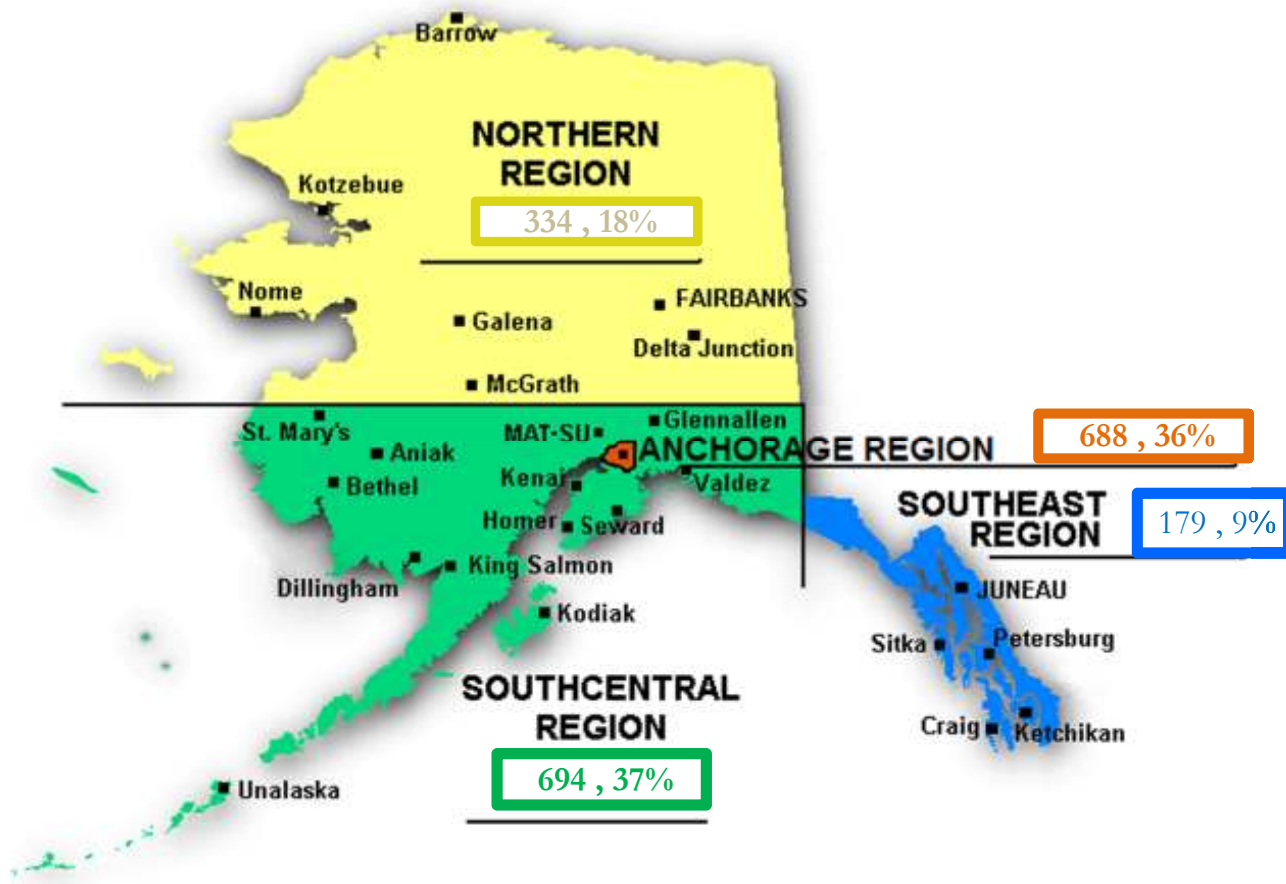 Barrow
NORTHERN
REGION
Kotzebue
334 , 18%
Nome
FAIRBANKS
Galena
Delta Junction
McGrath
St. Mary's
MAT-SU
Glennallen
688 , 36%
Aniak
ANCHORAGE REGION
Bethel
Kenai
Valdez
SOUTHEAST
REGION
179 , 9%
Homer
Seward
Dillingham
King Salmon
JUNEAU
Kodiak
Sitka
Petersburg
SOUTHCENTRAL
REGION
Craig
Ketchikan
694 , 37%
Unalaska